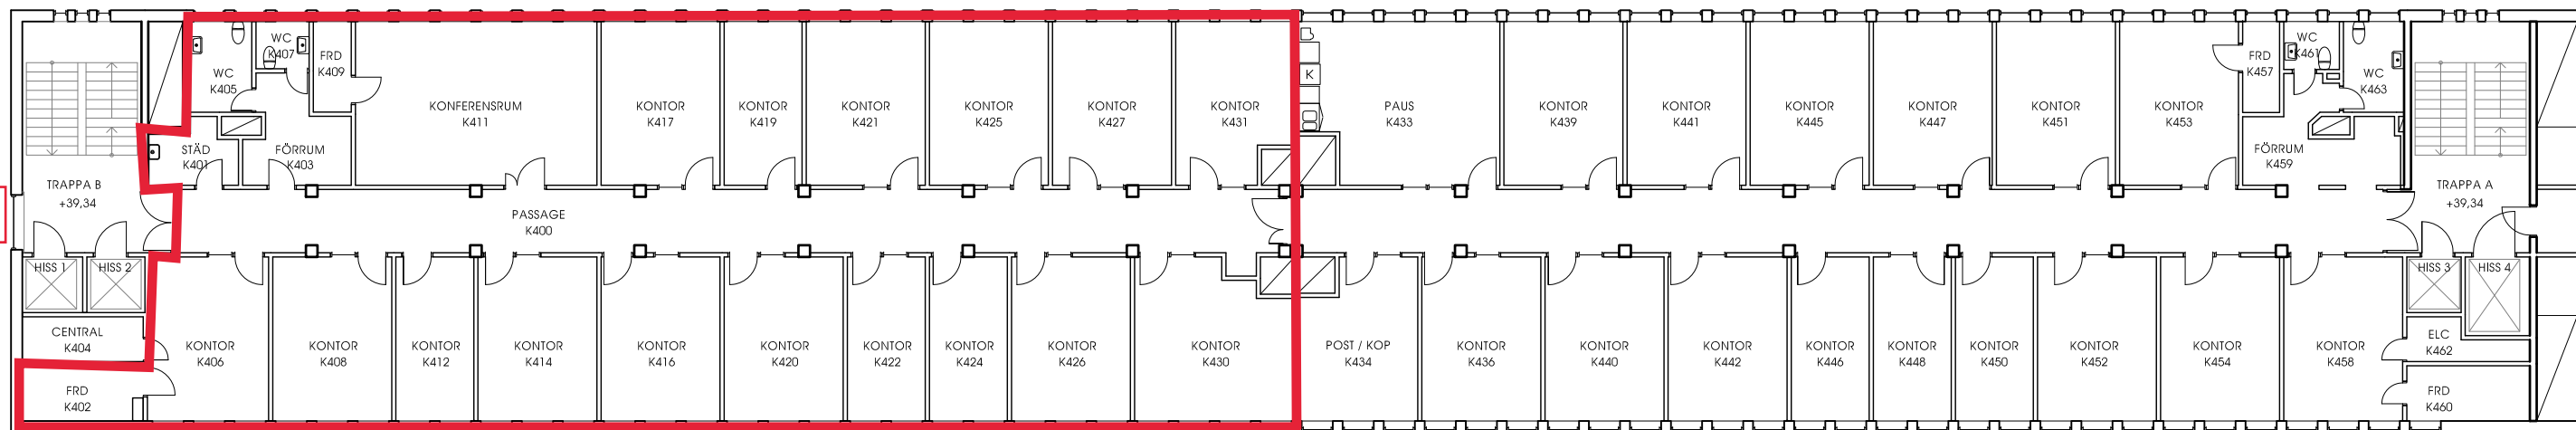 WC
K405
WC
K407
FRD
K409
KONFERENSRUM
K411
KONTOR
K417
KONTOR
K419
KONTOR
K421
KONTOR
K425
KONTOR
K427
KONTOR
K431
K
PAUS
K433
KONTOR
K439
KONTOR
K441
KONTOR
K445
KONTOR
K447
KONTOR
K451
KONTOR
K453
FRD
K457
WC
K461
WC
K463
STÄD
K401
FÖRRUM
K403
FÖRRUM
K459
TRAPPA B
+39,34
PASSAGE
K400
TRAPPA A
+39,34
HISS 1
HISS 2
HISS 3
HISS 4
CENTRAL
K404
FRD
K402
KONTOR
K406
KONTOR
K408
KONTOR
K412
KONTOR
K414
KONTOR
K416
KONTOR
K420
KONTOR
K422
KONTOR
K424
KONTOR
K426
KONTOR
K430
POST / KOP
K434
KONTOR
K436
KONTOR
K440
KONTOR
K442
KONTOR
K446
KONTOR
K448
KONTOR
K450
KONTOR
K452
KONTOR
K454
KONTOR
K458
ELC
K462
FRD
K460